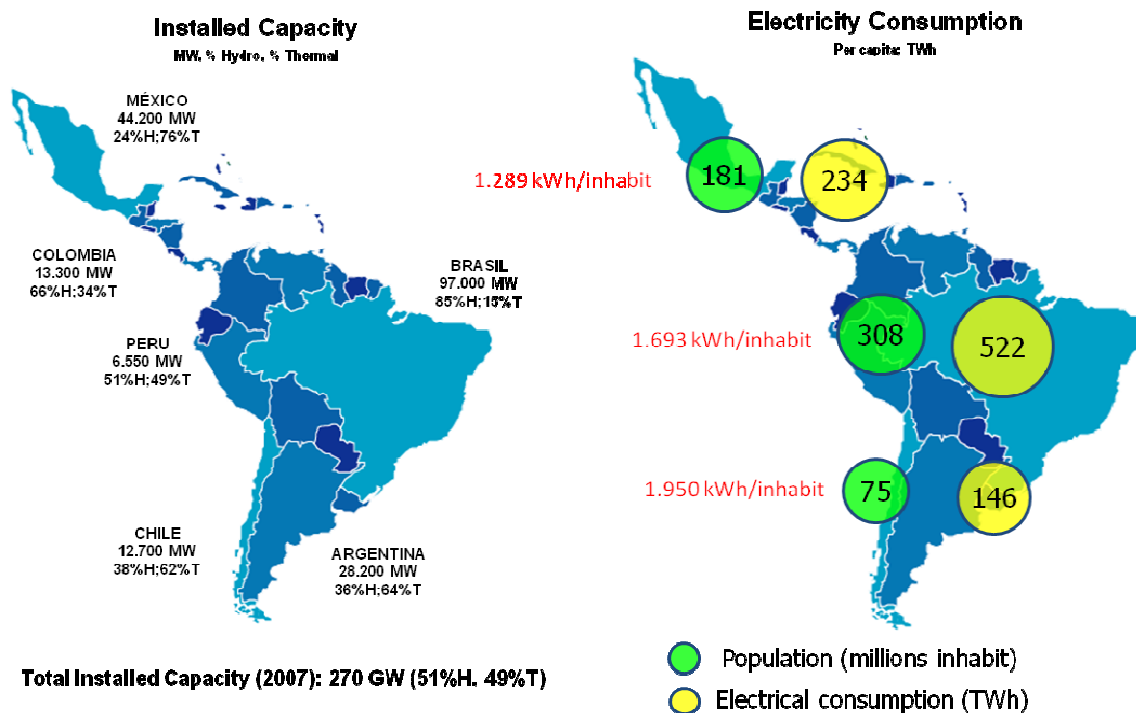 Installed Capacity
MW, % Hydro, % Thermal
MÉXICO
44.200 MW
24%H;76%T
COLOMBIA
13.300 MW
66%H;34%T
BRASIL
97.000 MW
85%H;15%T
PERU
6.550 MW
51%H;49%T
CHILE
12.700 MW
38%H;62%T
ARGENTINA
28.200 MW
36%H;64%T
Total Installed Capacity (2007): 270 GW (51%H. 49%T)
Electricity Consumption
Per capita: TWh
1.289 kWh/inhabit
181
234
1.693 kWh/inhabit
308
522
1.950 kWh/inhabit
75
146
Population (millions inhabit)
Electrical consumption (TWh)